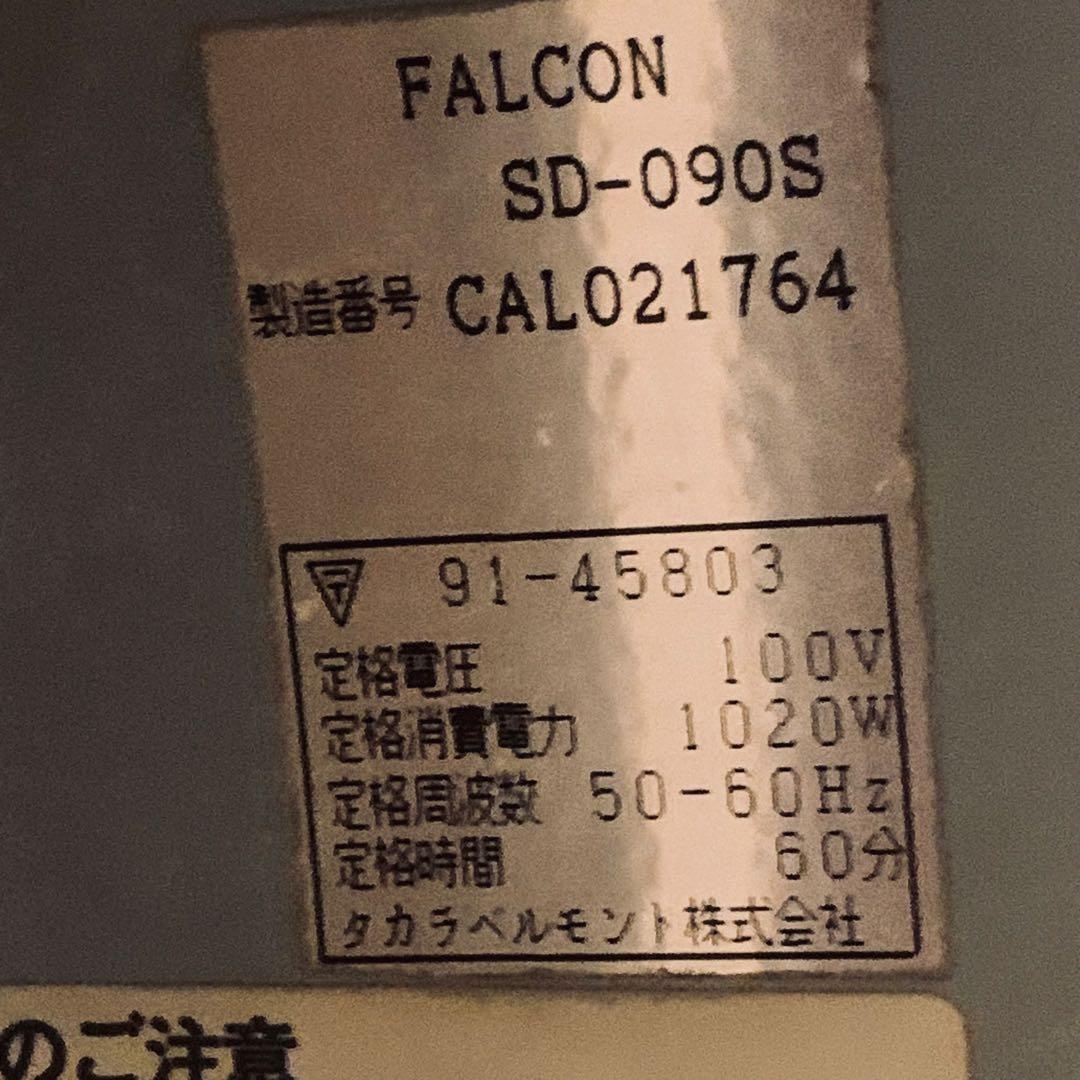 FALCON
SD-090S
製造番号 CAL021764
91-45803
定格電圧 100V
定格消費電力 1020W
定格周波数 50-60Hz
定格時間 60分
タカラベルモント株式会社
のご注意